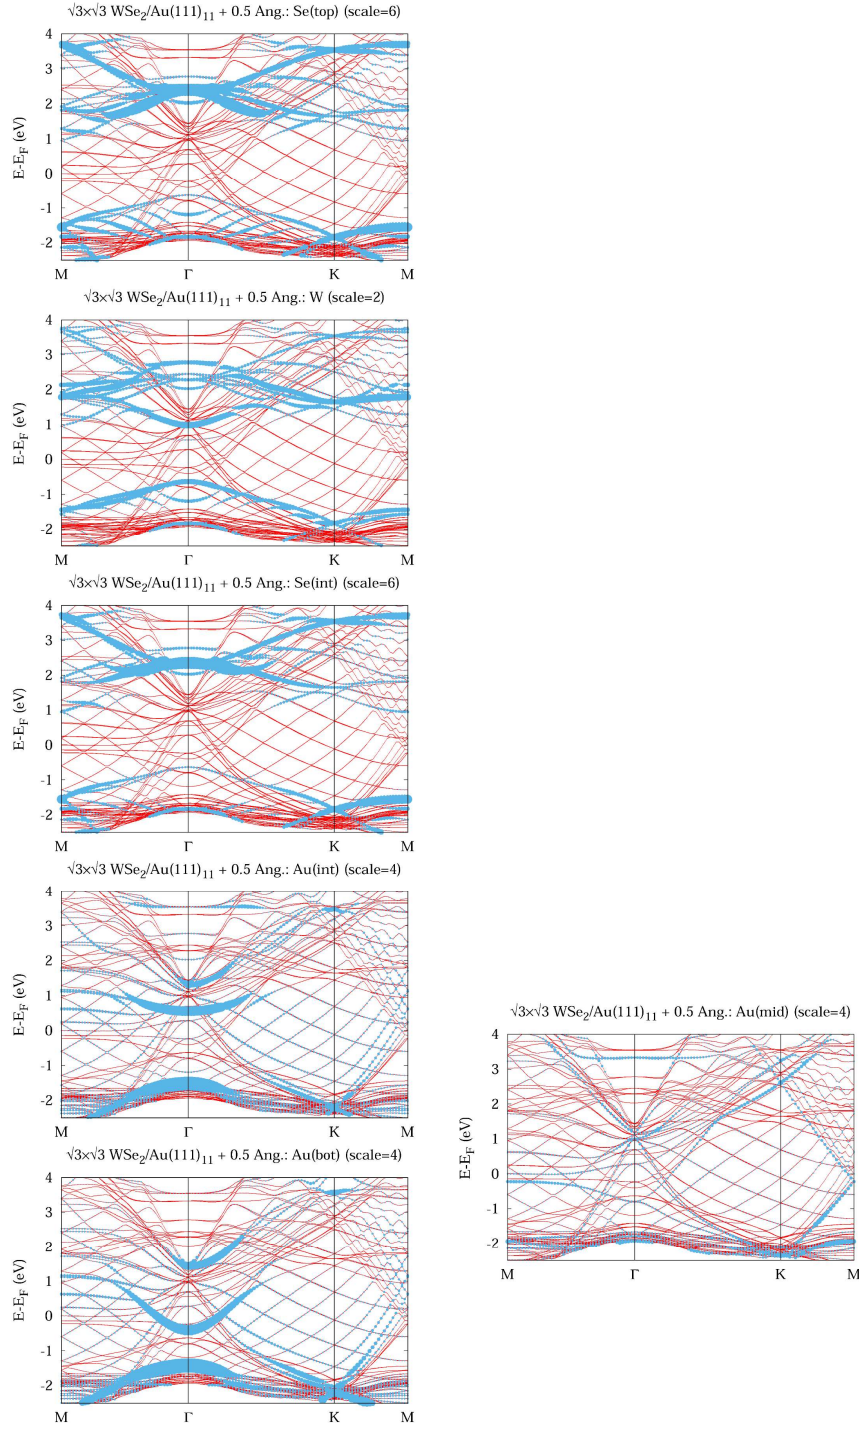 √3×√3 WSe2/Au(111)11 + 0.5 Ang.: Se(top) (scale=6)
E-EF (eV)
4
3
2
1
0
-1
-2
M Γ K M
√3×√3 WSe2/Au(111)11 + 0.5 Ang.: W (scale=2)
E-EF (eV)
4
3
2
1
0
-1
-2
M Γ K M
√3×√3 WSe2/Au(111)11 + 0.5 Ang.: Se(int) (scale=6)
E-EF (eV)
4
3
2
1
0
-1
-2
M Γ K M
√3×√3 WSe2/Au(111)11 + 0.5 Ang.: Au(int) (scale=4)
E-EF (eV)
4
3
2
1
0
-1
-2
M Γ K M
√3×√3 WSe2/Au(111)11 + 0.5 Ang.: Au(mid) (scale=4)
E-EF (eV)
4
3
2
1
0
-1
-2
M Γ K M
√3×√3 WSe2/Au(111)11 + 0.5 Ang.: Au(bot) (scale=4)
E-EF (eV)
4
3
2
1
0
-1
-2
M Γ K M